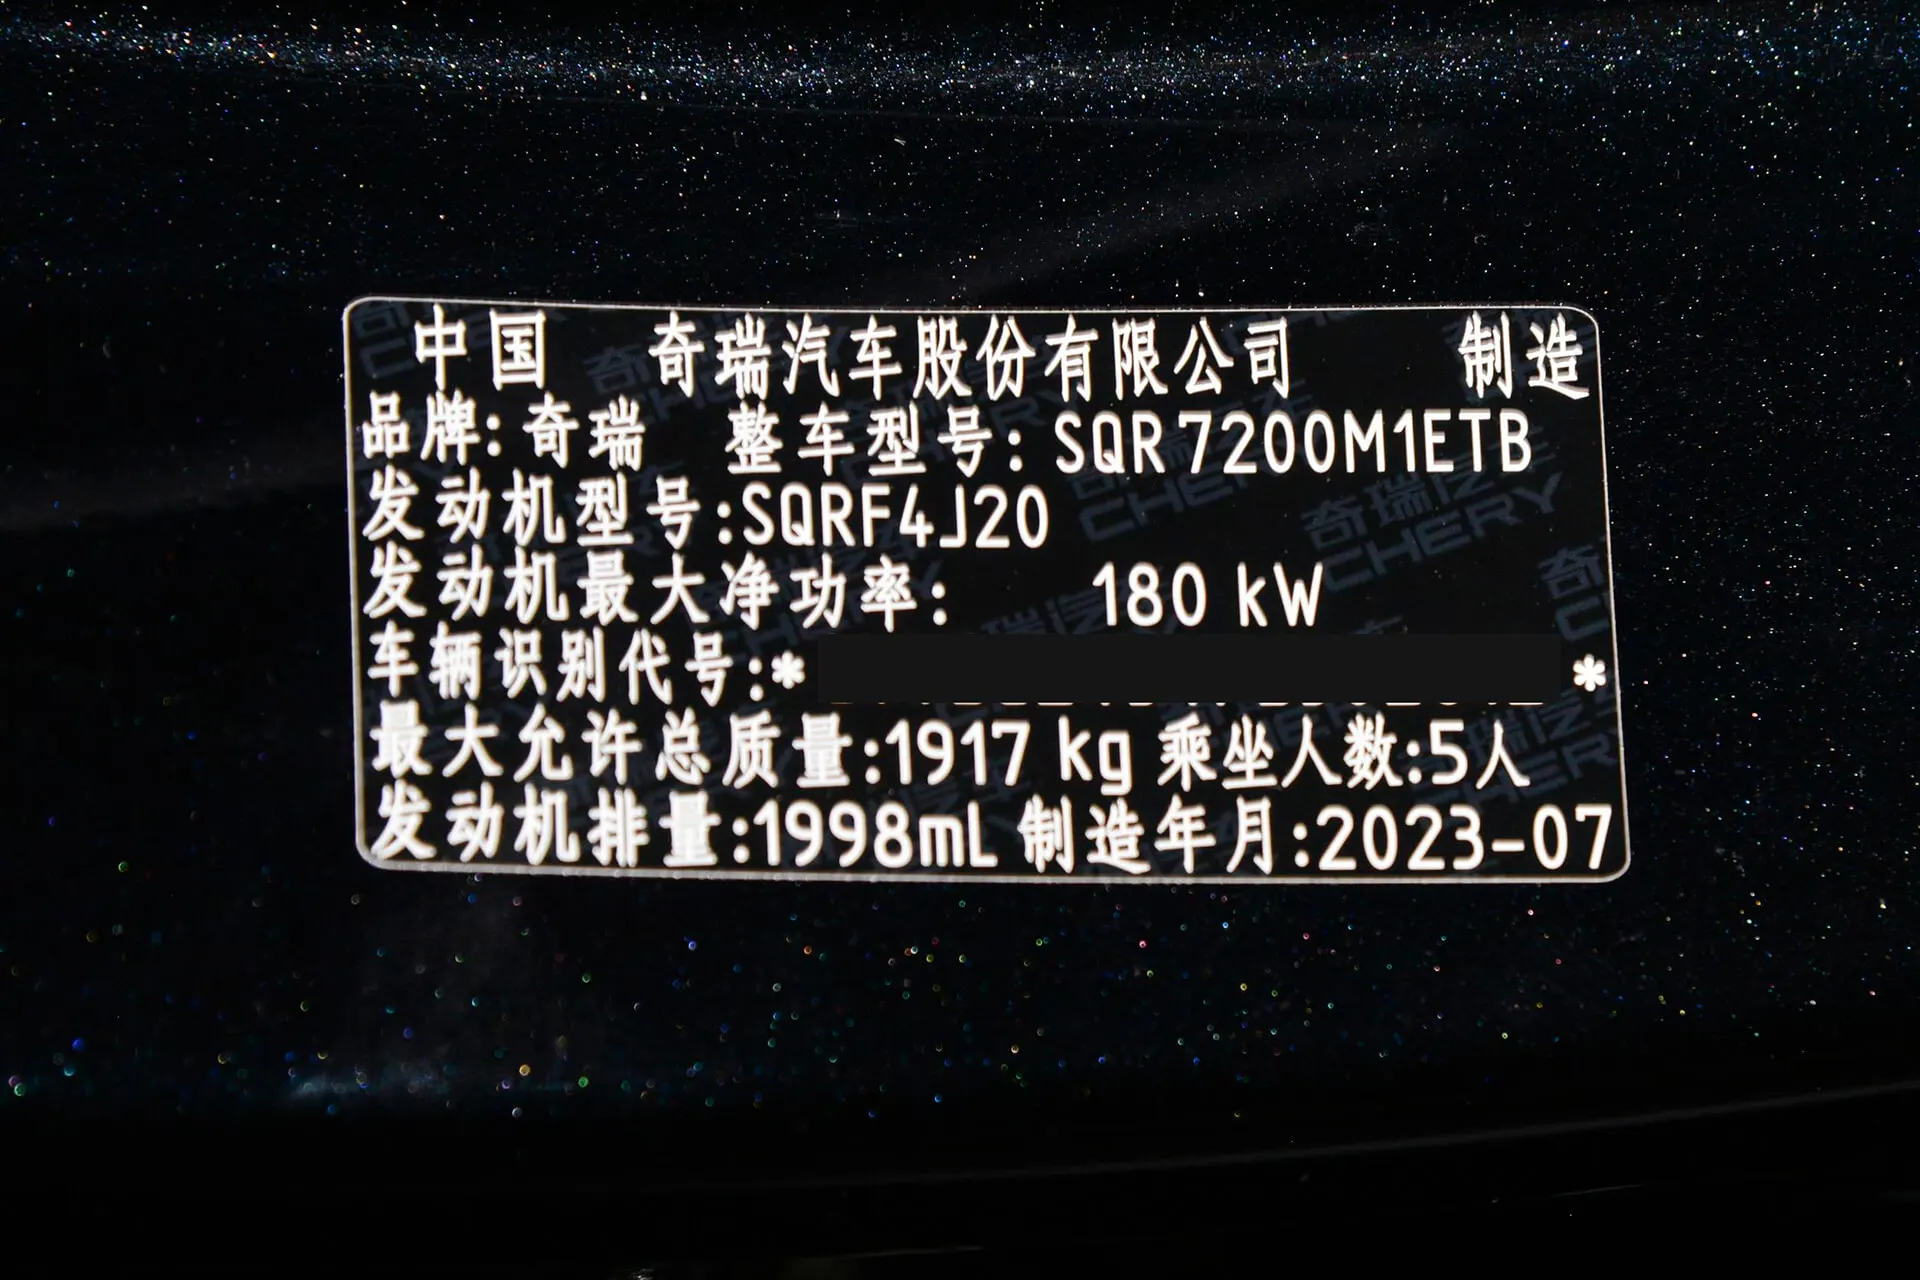 中国 奇瑞汽车股份有限公司 制造
品牌:奇瑞 整车型号:SQR7200M1ETB
发动机型号:SQRF4J20
发动机最大净功率: 180 kW
车辆识别代号:* *
最大允许总质量:1917 kg 乘坐人数:5人
发动机排量:1998mL 制造年月:2023-07